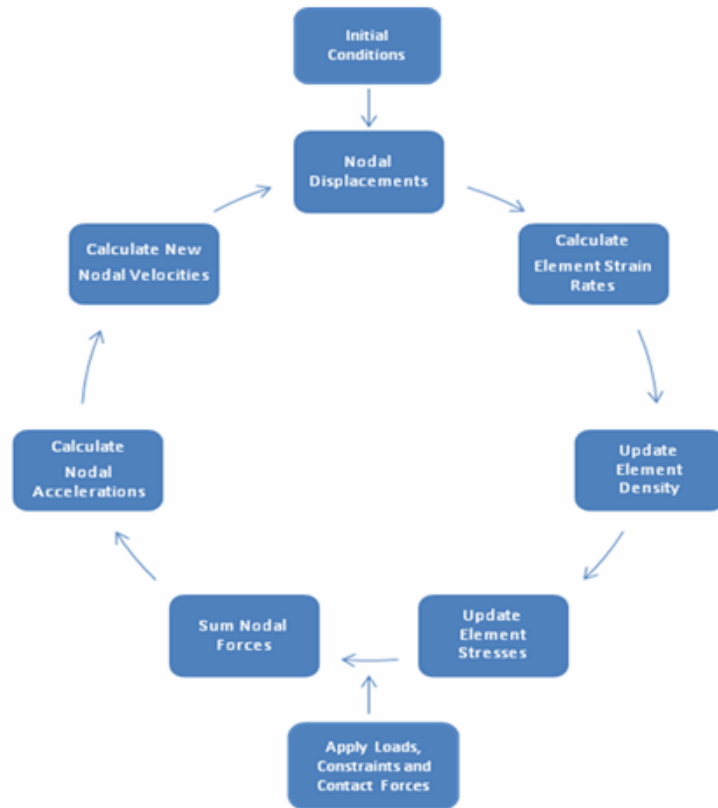 Initial
Conditions
Nodal
Displacements
Calculate
Element Strain
Rates
Update
Element
Density
Update
Element
Stresses
Apply Loads,
Constraints and
Contact Forces
Sum Nodal
Forces
Calculate
Nodal
Accelerations
Calculate New
Nodal Velocities